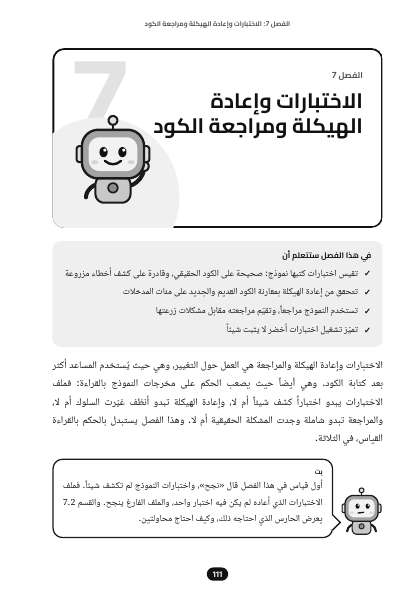 الفصل 7: الاختبارات وإعادة الهيكلة ومراجعة الكود
7
الفصل 7
الاختبارات وإعادة
الهيكلة ومراجعة الكود
في هذا الفصل ستتعلم أن
✓ تقيس اختبارات كتبها نموذج: صحيحة على الكود الحقيقي، وقادرة على كشف أخطاء مزروعة
✓ تتحقق من إعادة الهيكلة بمقارنة الكود القديم والجديد على مئات المدخلات
✓ تستخدم النموذج مراجعاً، وتقيّم مراجعته مقابل مشكلات زرعتها
✓ تميّز تشغيل اختبارات أخضر لا يثبت شيئاً
الاختبارات وإعادة الهيكلة والمراجعة هي العمل حول التغيير، وهي حيث يُستخدم المساعد أكثر
بعد كتابة الكود. وهي أيضاً حيث يصعب الحكم على مخرجات النموذج بالقراءة: فملف
الاختبارات يبدو اختباراً كشف شيئاً أم لا، وإعادة الهيكلة تبدو أنظف غيّرت السلوك أم لا،
والمراجعة تبدو شاملة وجدت المشكلة الحقيقية أم لا. وهذا الفصل يستبدل بالحكم بالقراءة
القياس، في الثلاثة.
بِت
أول قياس في هذا الفصل قال «نجح»، واختبارات النموذج لم تكشف شيئاً. فملف
الاختبارات الذي أعاده لم يكن فيه اختبار واحد، والملف الفارغ ينجح. والقسم 7.2
يعرض الحارس الذي احتاجه ذلك، وكيف احتاج محاولتين.
111